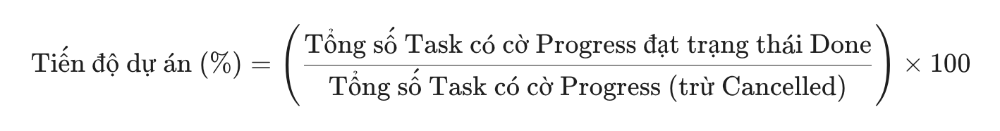 Tiến độ dự án (%) = (Tổng số Task có cờ Progress đạt trạng thái Done / Tổng số Task có cờ Progress (trừ Cancelled)) × 100